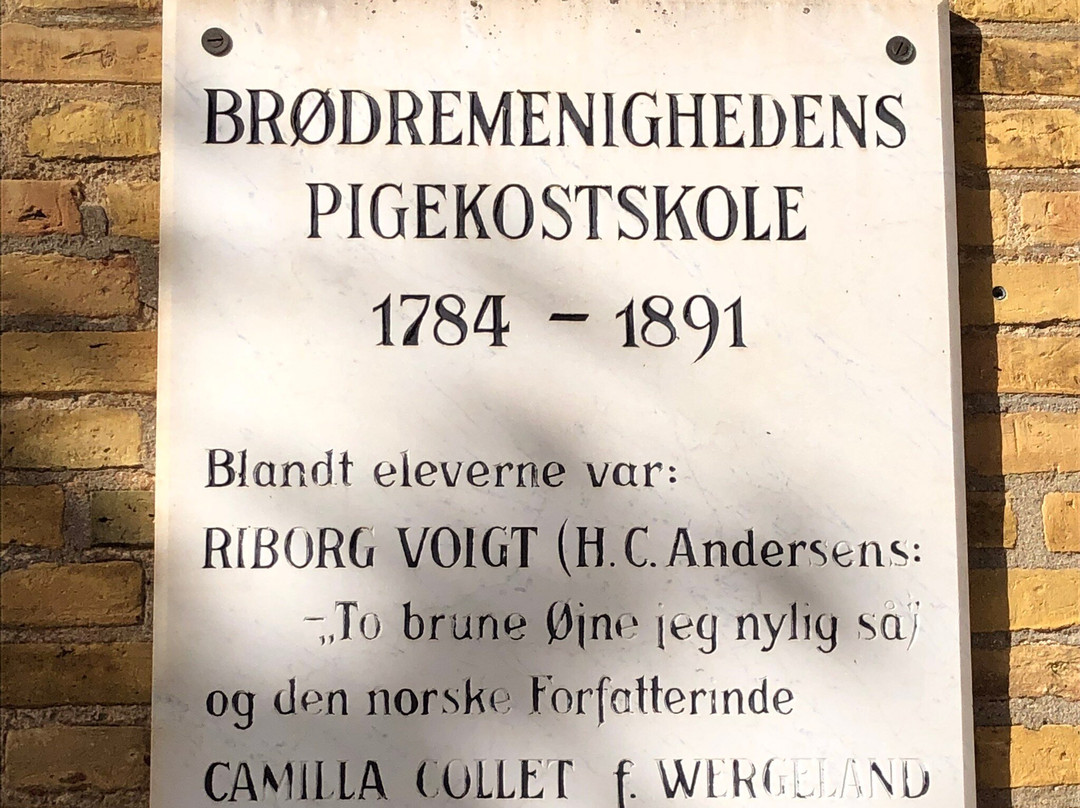 BRØDREMENIGHEDENS
PIGEKOSTSKOLE
1784 – 1891
Blandt eleverne var:
RIBORG VOIGT (H.C. Andersens:
–„To brune Øjne jeg nylig så")
og den norske Forfatterinde
CAMILLA COLLET f. WERGELAND